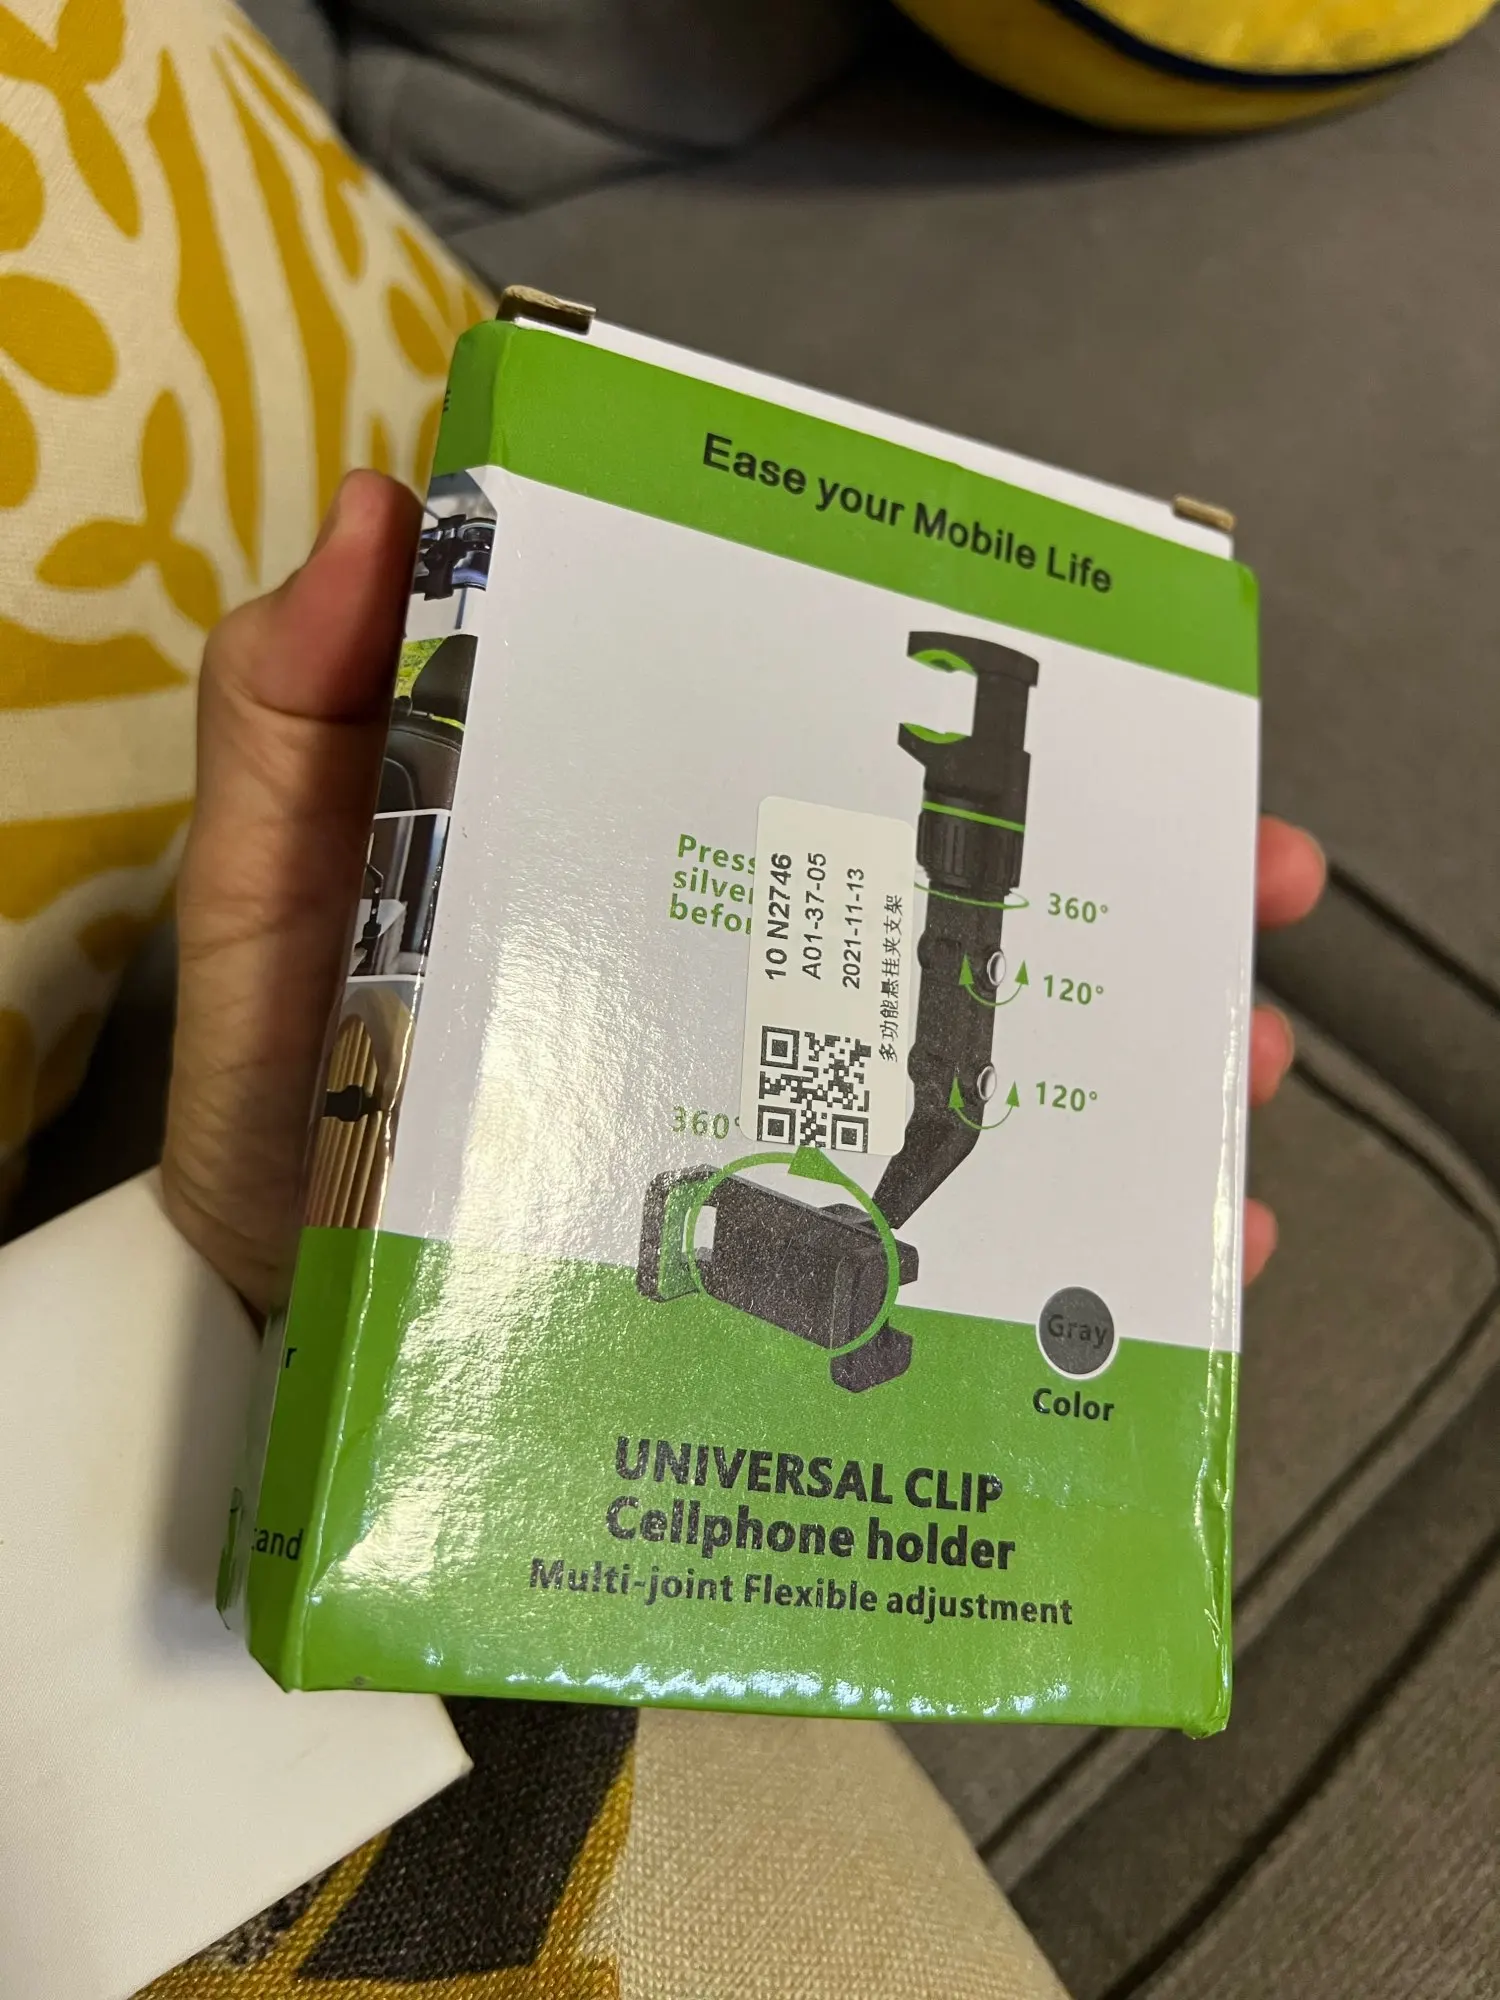 Ease your Mobile Life
Press
silver
befor
10 N2746
A01-37-05
2021-11-13
多功能悬挂夹支架
360°
120°
120°
360°
Gray
Color
UNIVERSAL CLIP
Cellphone holder
Multi-joint Flexible adjustment